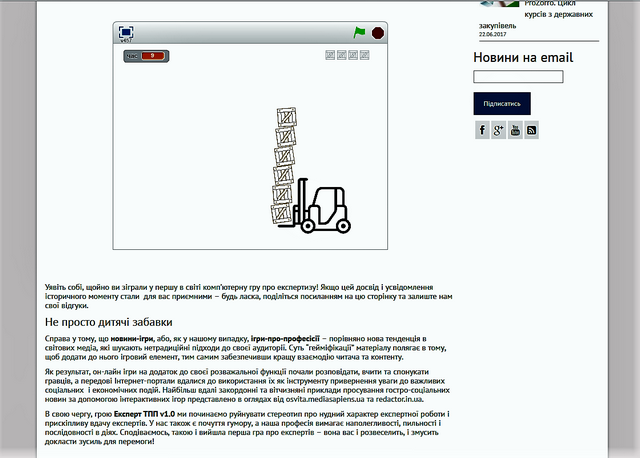 ProZorro. Цикл
курсів з державних
закупівель
22.06.2017
Новини на email
Підписатись
v457
час 9
Уявіть собі, щойно ви зіграли у першу в світі комп'ютерну гру про експертизу! Якщо цей досвід і усвідомлення
історичного моменту стали для вас приємними – будь ласка, поділіться посиланням на цю сторінку та залиште нам
свої відгуки.
Не просто дитячі забавки
Справа у тому, що новини-ігри, або, як у нашому випадку, ігри-про-професісії – порівняно нова тенденція в
світових медіа, які шукають нетрадиційні підходи до своєї аудиторії. Суть "гейміфікації" матеріалу полягає в тому,
щоб додати до нього ігровий елемент, тим самим забезпечивши кращу взаємодію читача та контенту.
Як результат, он-лайн ігри на додаток до своєї розважальної функції почали розповідати, вчити та спонукати
гравців, а передові Інтернет-портали вдалися до використання їх як інструменту привернення уваги до важливих
соціальних і економічних подій. Найбільш вдалі закордонні та вітчизняні приклади просування гостро-соціальних
новин за допомогою інтерактивних ігор представлено в оглядах від osvita.mediasapiens.ua та redactor.in.ua.
В свою чергу, грою Експерт ТПП v1.0 ми починаємо руйнувати стереотип про нудний характер експертної роботи і
прискіпливу вдачу експертів. У нас також є почуття гумору, а наша професія вимагає наполегливості, пильності і
послідовності в діях. Сподіваємось, такою і вийшла перша гра про експертів – вона вас і розвеселить, і змусить
докласти зусиль для перемоги!